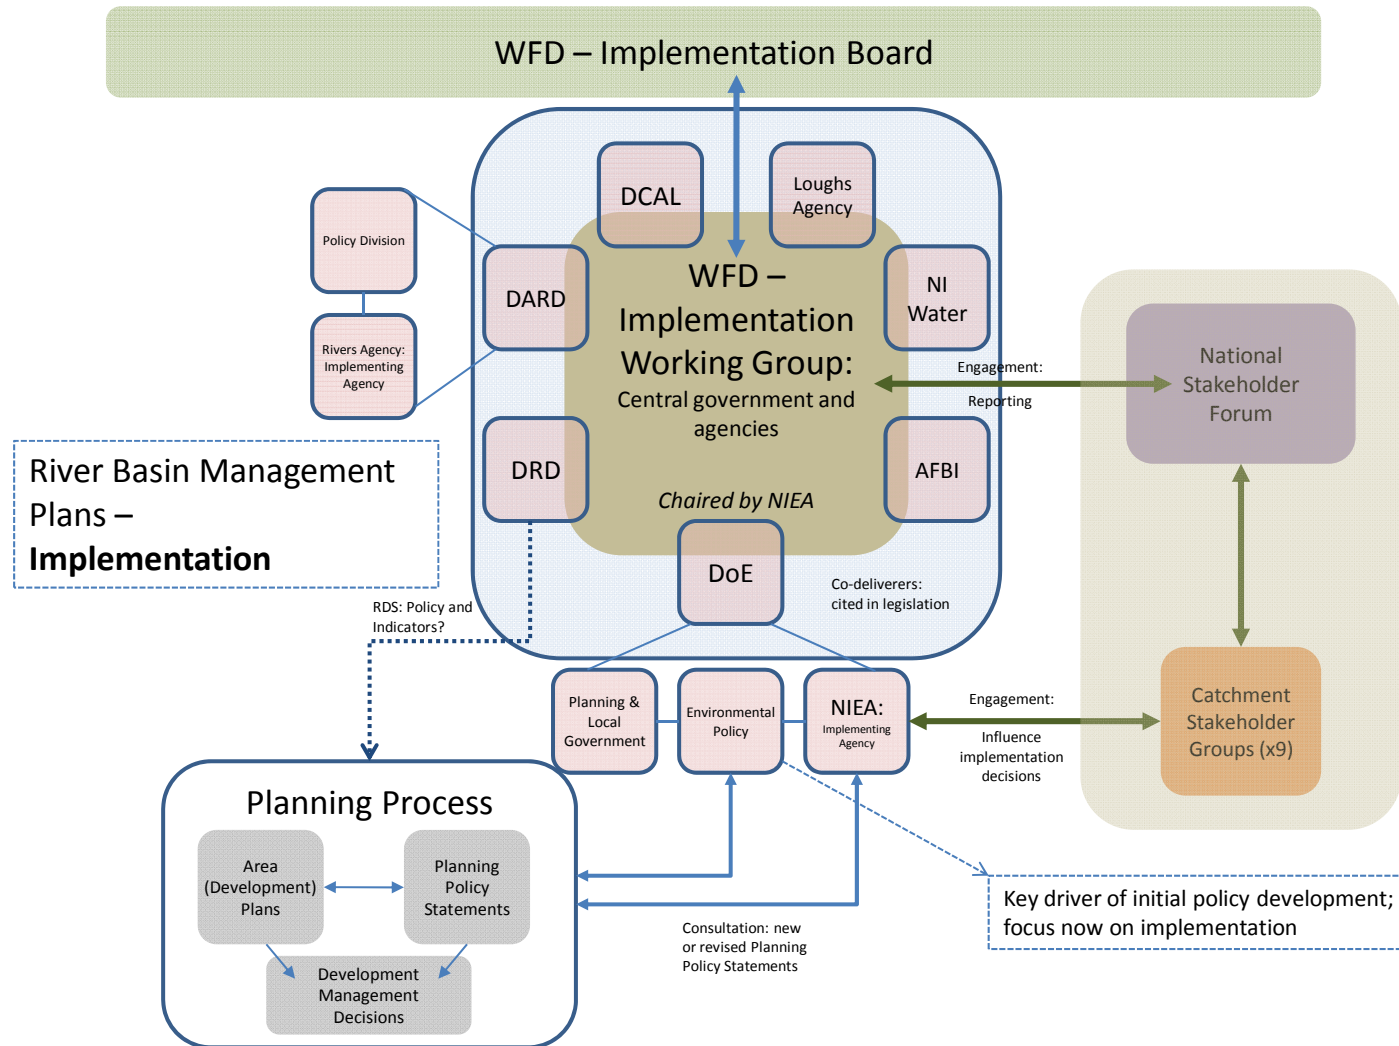 WFD – Implementation Board
DCAL
Loughs
Agency
Policy Division
DARD
NI
Water
WFD –
Implementation
Working Group:
Central government and
agencies
Chaired by NIEA
Rivers Agency:
Implementing
Agency
National
Stakeholder
Forum
Engagement:
Reporting
DRD
AFBI
River Basin Management
Plans –
Implementation
DoE
Co-deliverers:
cited in legislation
RDS: Policy and
Indicators?
Planning &
Local
Government
Environmental
Policy
NIEA:
Implementing
Agency
Engagement:
Influence
implementation
decisions
Catchment
Stakeholder
Groups (x9)
Planning Process
Area
(Development)
Plans
Planning
Policy
Statements
Development
Management
Decisions
Consultation: new
or revised Planning
Policy Statements
Key driver of initial policy development;
focus now on implementation